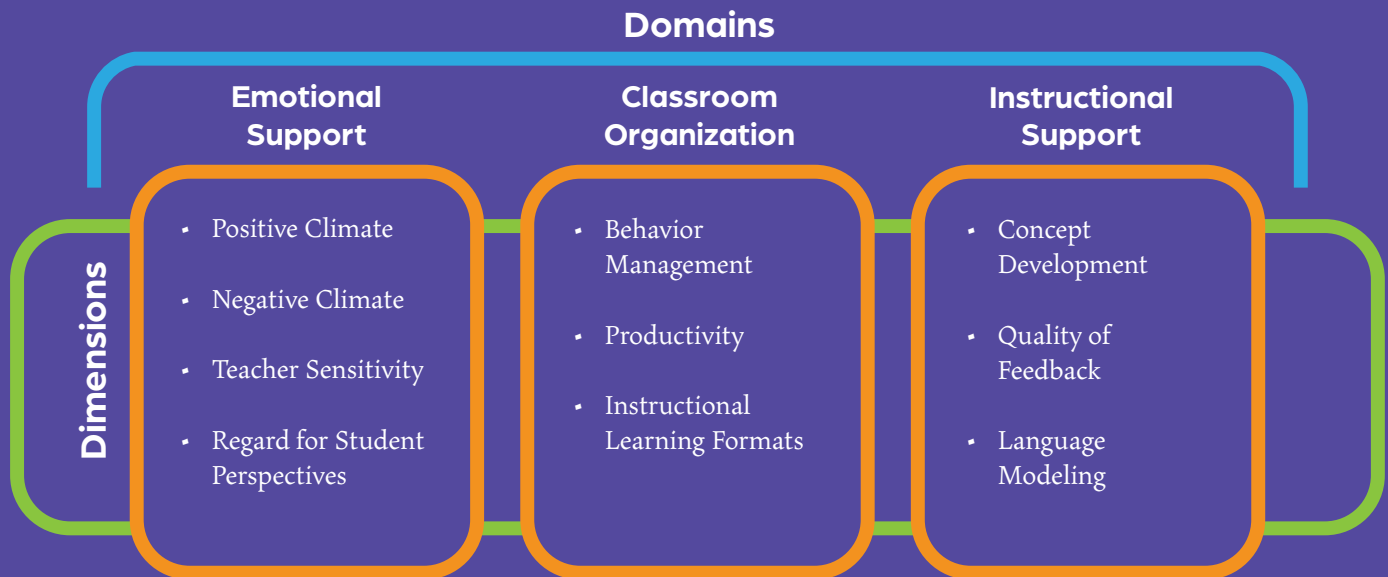 Domains
Emotional
Support
Classroom
Organization
Instructional
Support
Dimensions
• Positive Climate
• Negative Climate
• Teacher Sensitivity
• Regard for Student
Perspectives
• Behavior
Management
• Productivity
• Instructional
Learning Formats
• Concept
Development
• Quality of
Feedback
• Language
Modeling